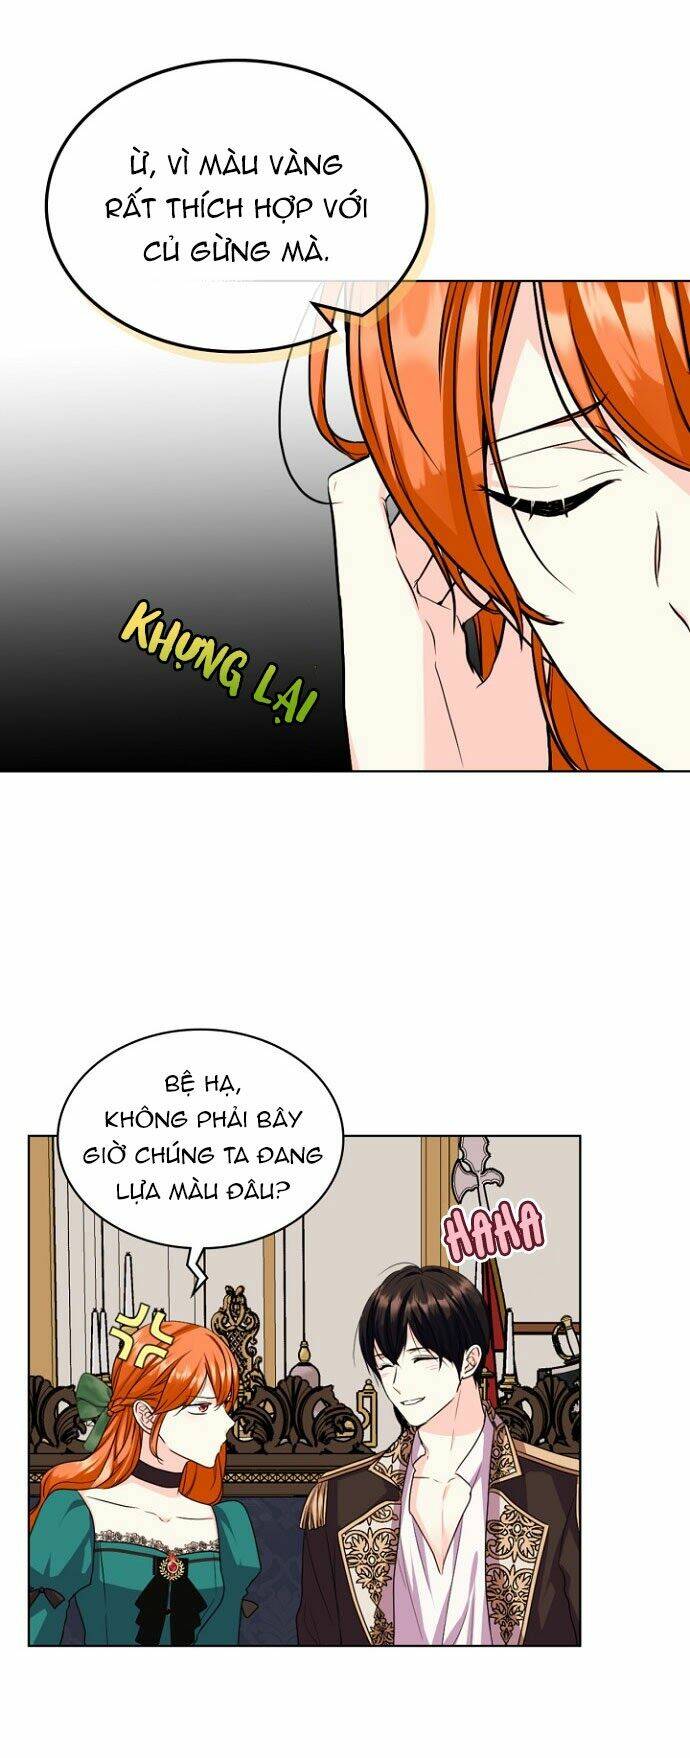 Ừ, VÌ MÀU VÀNG
RẤT THÍCH HỢP VỚI
CỦ GỪNG MÀ.
KHỰNG LẠI
BỆ HẠ,
KHÔNG PHẢI BÂY
GIỜ CHÚNG TA ĐANG
LỰA MÀU ĐÂU?
HAHA